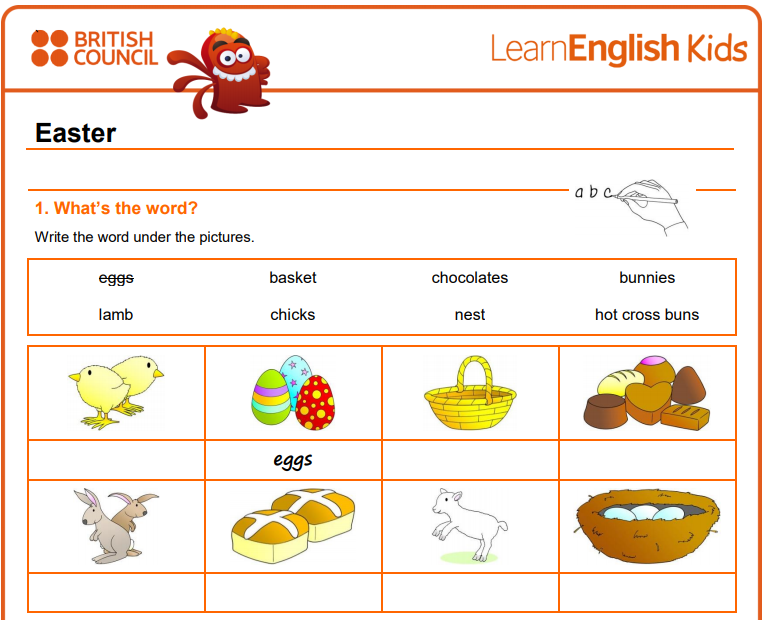 BRITISH
COUNCIL
LearnEnglish Kids
Easter
a b c
1. What's the word?
Write the word under the pictures.
eggs basket chocolates bunnies
lamb chicks nest hot cross buns
eggs